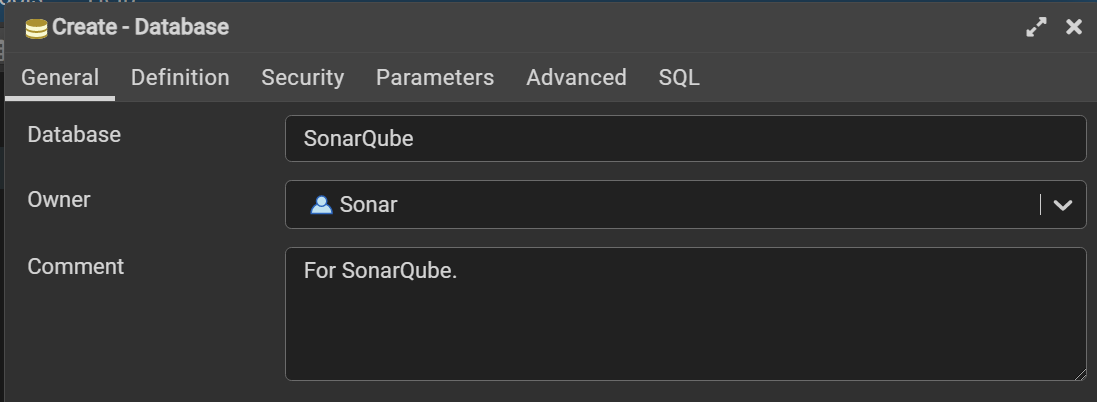 Create - Database
General Definition Security Parameters Advanced SQL
Database SonarQube
Owner Sonar
Comment For SonarQube.